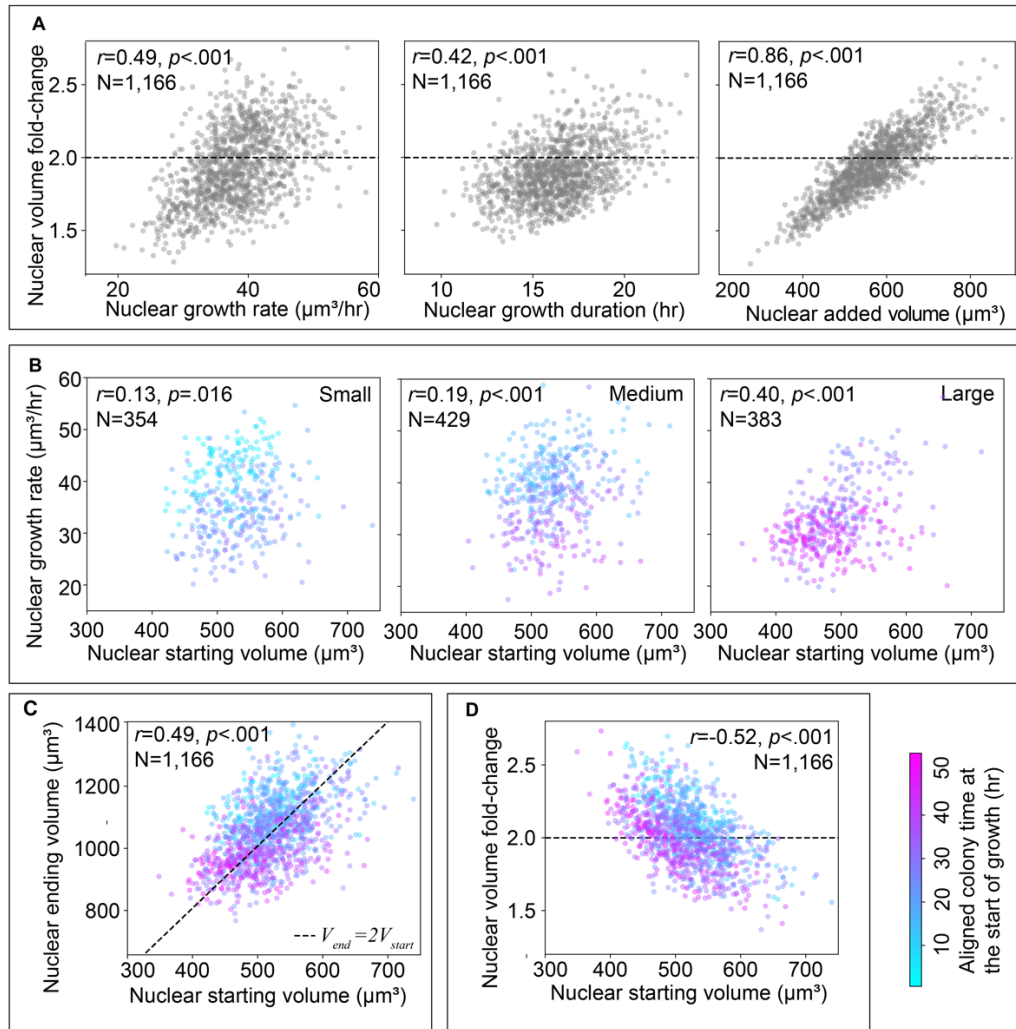 A
r=0.49, p<.001
N=1,166
r=0.42, p<.001
N=1,166
r=0.86, p<.001
N=1,166
Nuclear volume fold-change
2.5
2.0
1.5
20 40 60
10 15 20
200 400 600 800
Nuclear growth rate (µm³/hr)
Nuclear growth duration (hr)
Nuclear added volume (µm³)
B
r=0.13, p=.016
N=354
Small
r=0.19, p<.001
N=429
Medium
r=0.40, p<.001
N=383
Large
Nuclear growth rate (µm³/hr)
60
50
40
30
20
300 400 500 600 700
300 400 500 600 700
300 400 500 600 700
Nuclear starting volume (µm³)
Nuclear starting volume (µm³)
Nuclear starting volume (µm³)
C
r=0.49, p<.001
N=1,166
Nuclear ending volume (µm³)
1400
1200
1000
800
V_end=2V_start
300 400 500 600 700
Nuclear starting volume (µm³)
D
r=-0.52, p<.001
N=1,166
Nuclear volume fold-change
2.5
2.0
1.5
300 400 500 600 700
Nuclear starting volume (µm³)
50
40
30
20
10
Aligned colony time at
the start of growth (hr)